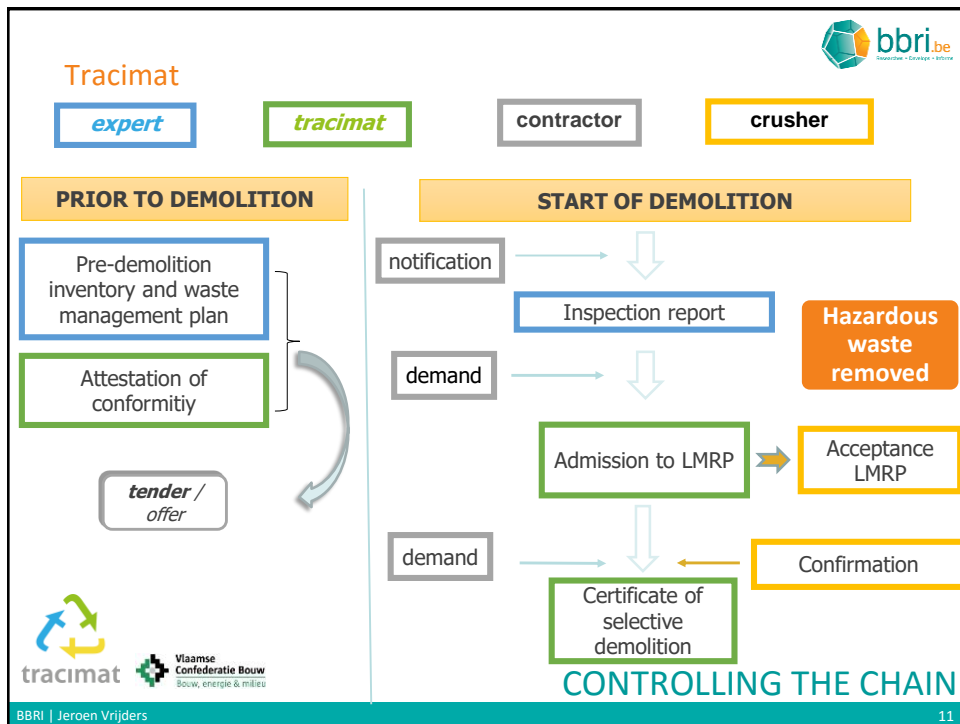 bbri.be
Researches • Develops • Informs
Tracimat
expert
tracimat
contractor
crusher
PRIOR TO DEMOLITION
START OF DEMOLITION
Pre-demolition
inventory and waste
management plan
Attestation of
conformitiy
tender /
offer
notification
Inspection report
Hazardous
waste
removed
demand
Admission to LMRP
Acceptance
LMRP
demand
Confirmation
Certificate of
selective
demolition
tracimat
Vlaamse
Confederatie Bouw
Bouw, energie & milieu
CONTROLLING THE CHAIN
BBRI | Jeroen Vrijders
11